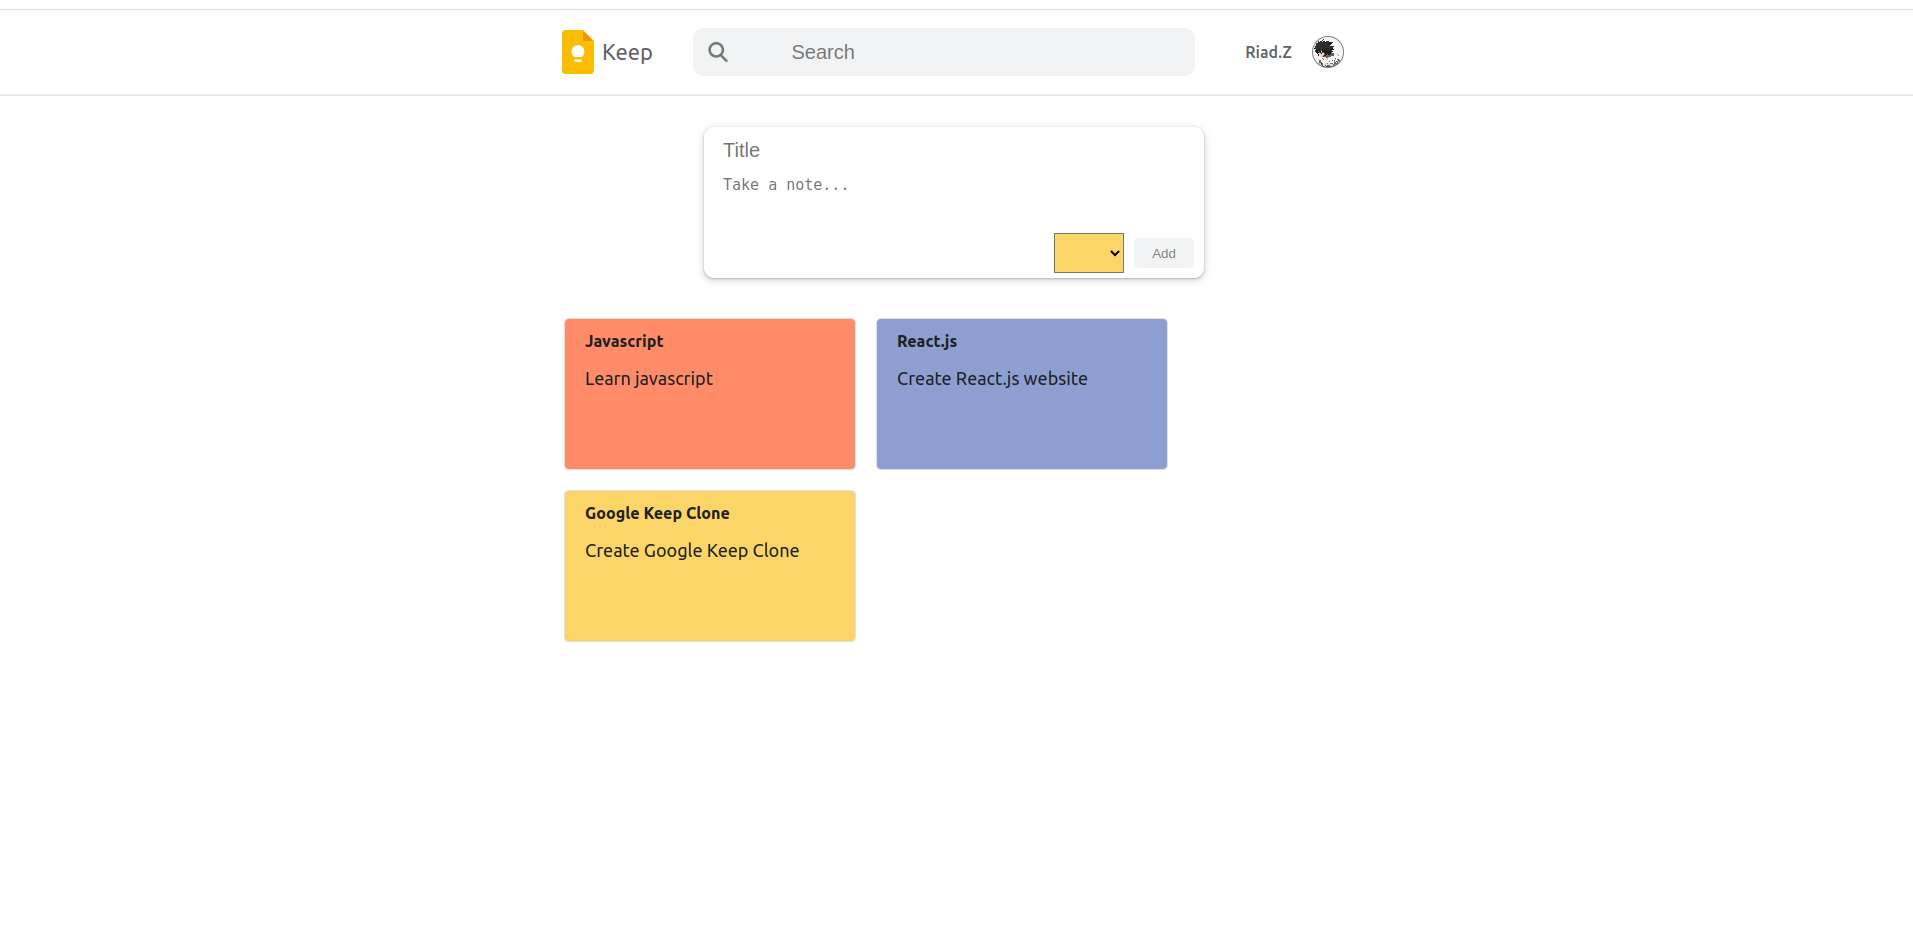 Keep
Search
Riad.Z
Title
Take a note...
Add
Javascript
Learn javascript
React.js
Create React.js website
Google Keep Clone
Create Google Keep Clone